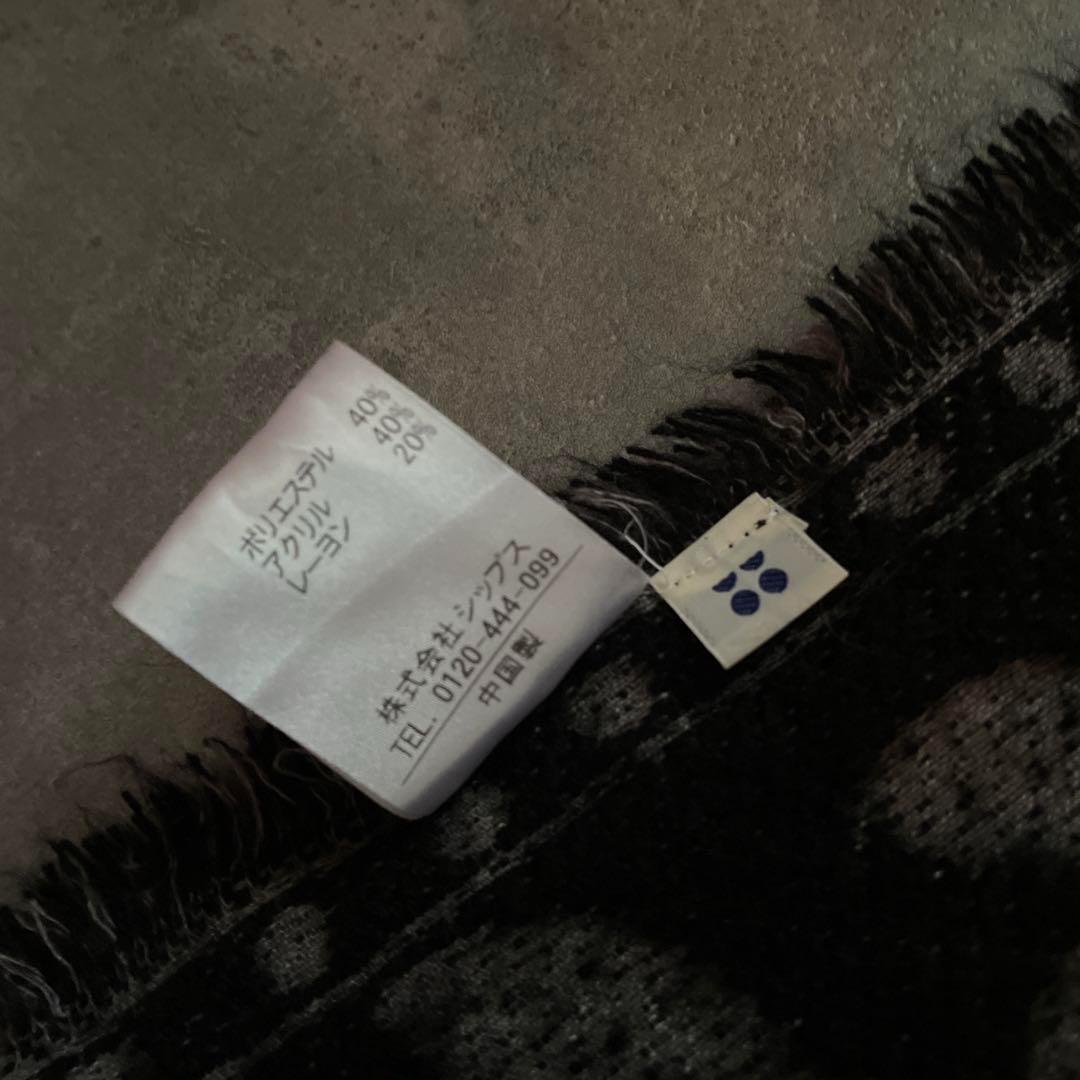 ポリエステル 40%
アクリル 40%
レーヨン 20%
株式会社 シップス
TEL. 0120-444-099
中国製